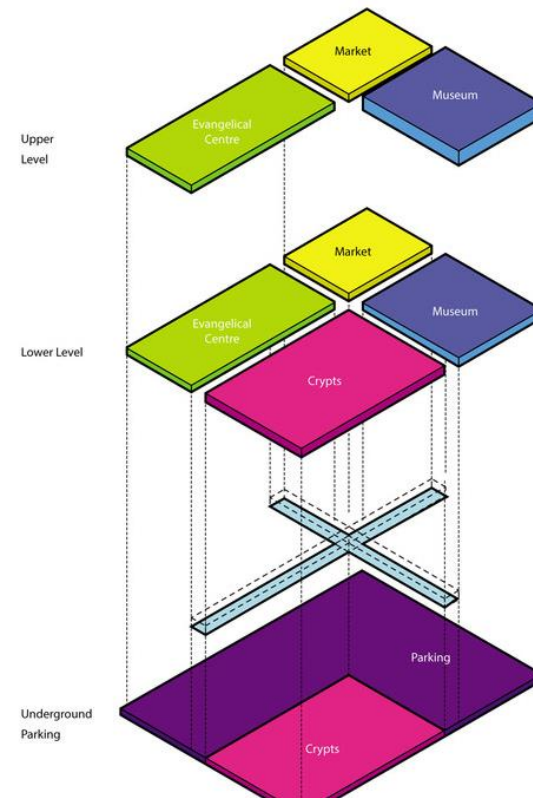 Market
Museum
Evangelical
Centre
Upper
Level
Market
Museum
Evangelical
Centre
Lower Level
Crypts
Parking
Underground
Parking
Crypts